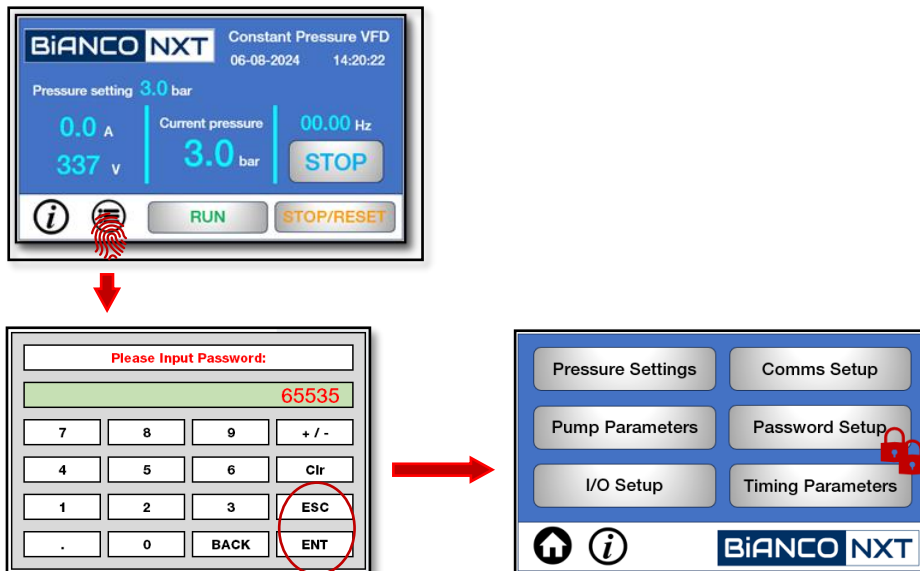 BiANCO NXT
Constant Pressure VFD
06-08-2024 14:20:22
Pressure setting 3.0 bar
0.0 A
337 V
Current pressure
3.0 bar
00.00 Hz
STOP
i
RUN
STOP/RESET
Please Input Password:
65535
7 8 9 + / -
4 5 6 Clr
1 2 3 ESC
. 0 BACK ENT
Pressure Settings
Comms Setup
Pump Parameters
Password Setup
I/O Setup
Timing Parameters
i
BiANCO NXT